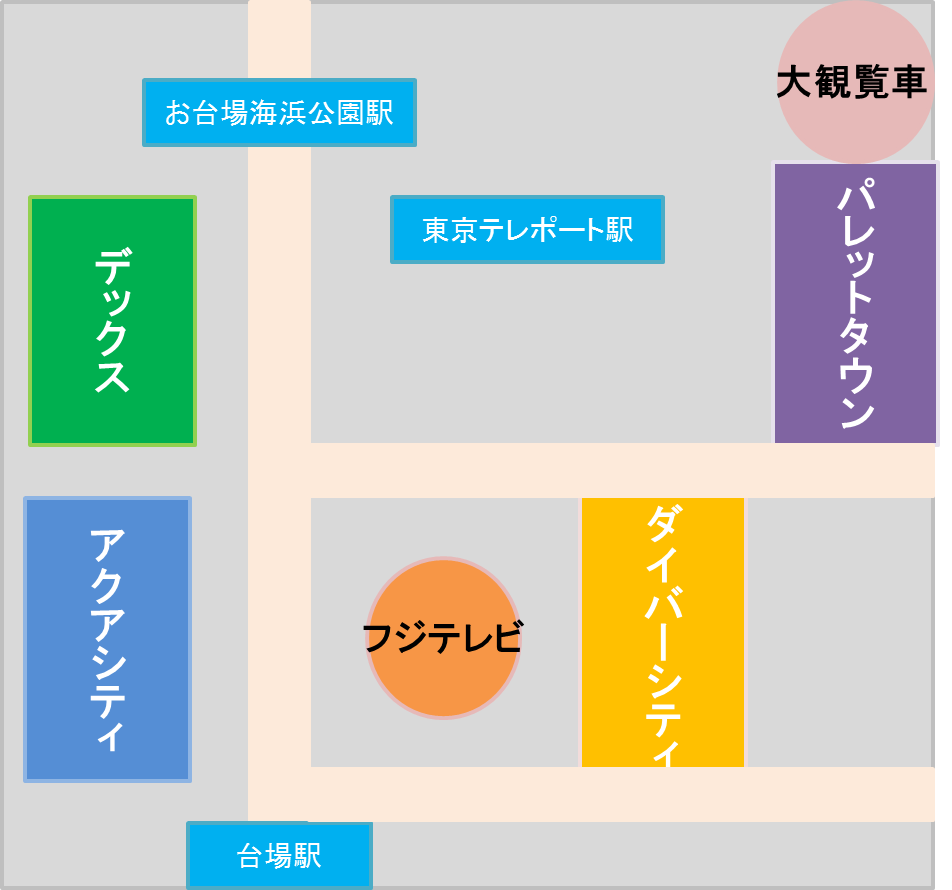 大観覧車
お台場海浜公園駅
東京テレポート駅
パレットタウン
デックス
アクアシティ
フジテレビ
ダイバーシティ
台場駅